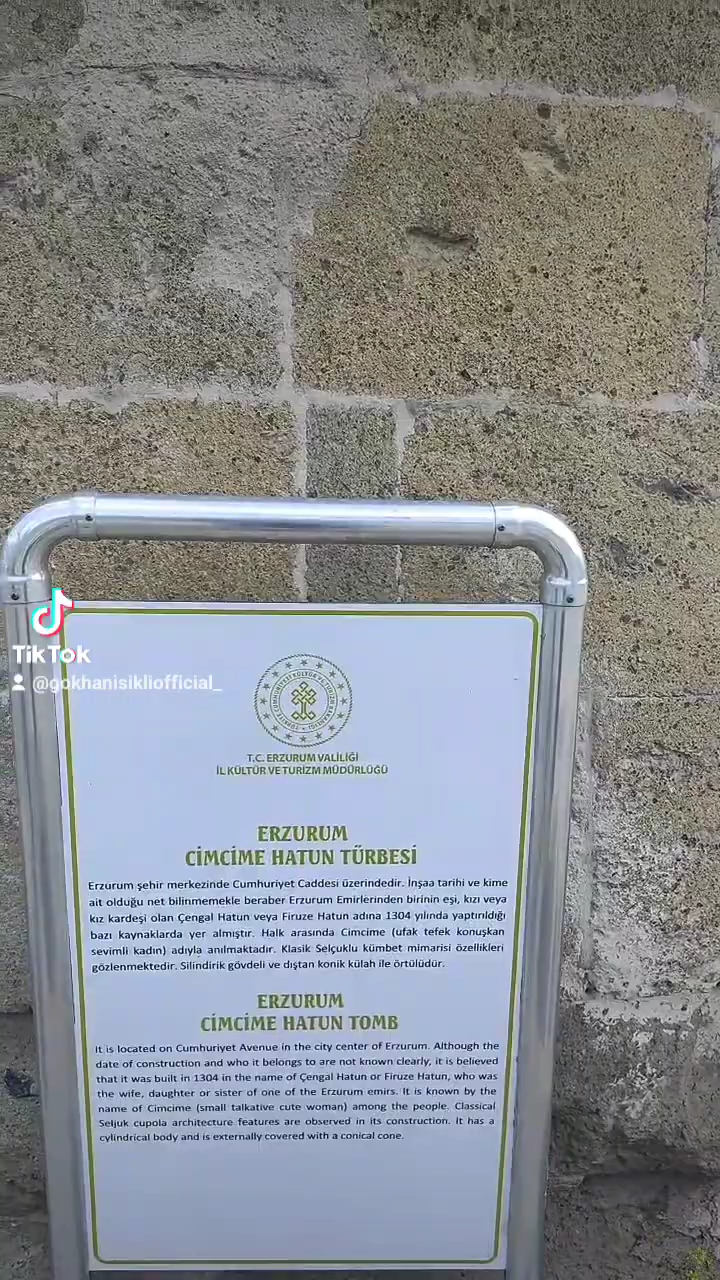 TikTok
@gokhanisikliofficial_
TÜRKİYE CUMHURİYETİ KÜLTÜR VE TURİZM BAKANLIĞI
T.C. ERZURUM VALİLİĞİ
İL KÜLTÜR VE TURİZM MÜDÜRLÜĞÜ
ERZURUM
CİMCİME HATUN TÜRBESİ
Erzurum şehir merkezinde Cumhuriyet Caddesi üzerindedir. İnşaa tarihi ve kime
ait olduğu net bilinmemekle beraber Erzurum Emirlerinden birinin eşi, kızı veya
kız kardeşi olan Çengal Hatun veya Firuze Hatun adına 1304 yılında yaptırıldığı
bazı kaynaklarda yer almıştır. Halk arasında Cimcime (ufak tefek konuşkan
sevimli kadın) adıyla anılmaktadır. Klasik Selçuklu kümbet mimarisi özellikleri
gözlenmektedir. Silindirik gövdeli ve dıştan konik külah ile örtülüdür.
ERZURUM
CİMCİME HATUN TOMB
It is located on Cumhuriyet Avenue in the city center of Erzurum. Although the
date of construction and who it belongs to are not known clearly, it is believed
that it was built in 1304 in the name of Çengal Hatun or Firuze Hatun, who was
the wife, daughter or sister of one of the Erzurum emirs. It is known by the
name of Cimcime (small talkative cute woman) among the people. Classical
Seljuk cupola architecture features are observed in its construction. It has a
cylindrical body and is externally covered with a conical cone.